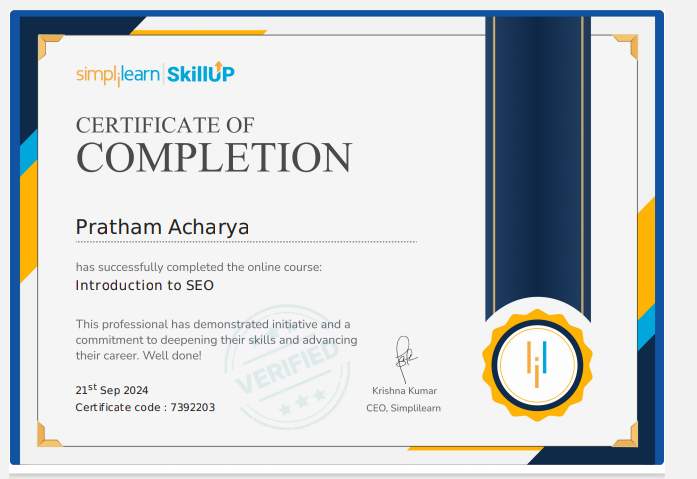 simplilearn | SkillUP
CERTIFICATE OF
COMPLETION
Pratham Acharya
has successfully completed the online course:
Introduction to SEO
This professional has demonstrated initiative and a
commitment to deepening their skills and advancing
their career. Well done!
VERIFIED
21st Sep 2024
Certificate code : 7392203
Krishna Kumar
CEO, Simplilearn